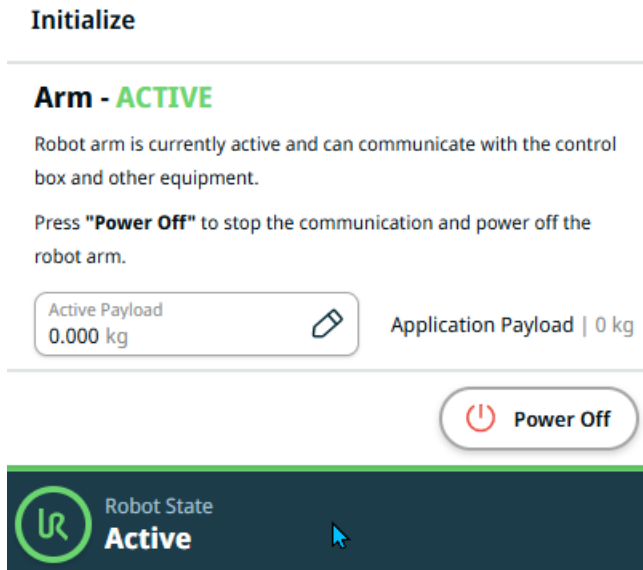 Initialize
Arm - ACTIVE
Robot arm is currently active and can communicate with the control
box and other equipment.
Press "Power Off" to stop the communication and power off the
robot arm.
Active Payload
0.000 kg
Application Payload | 0 kg
Power Off
UR
Robot State
Active